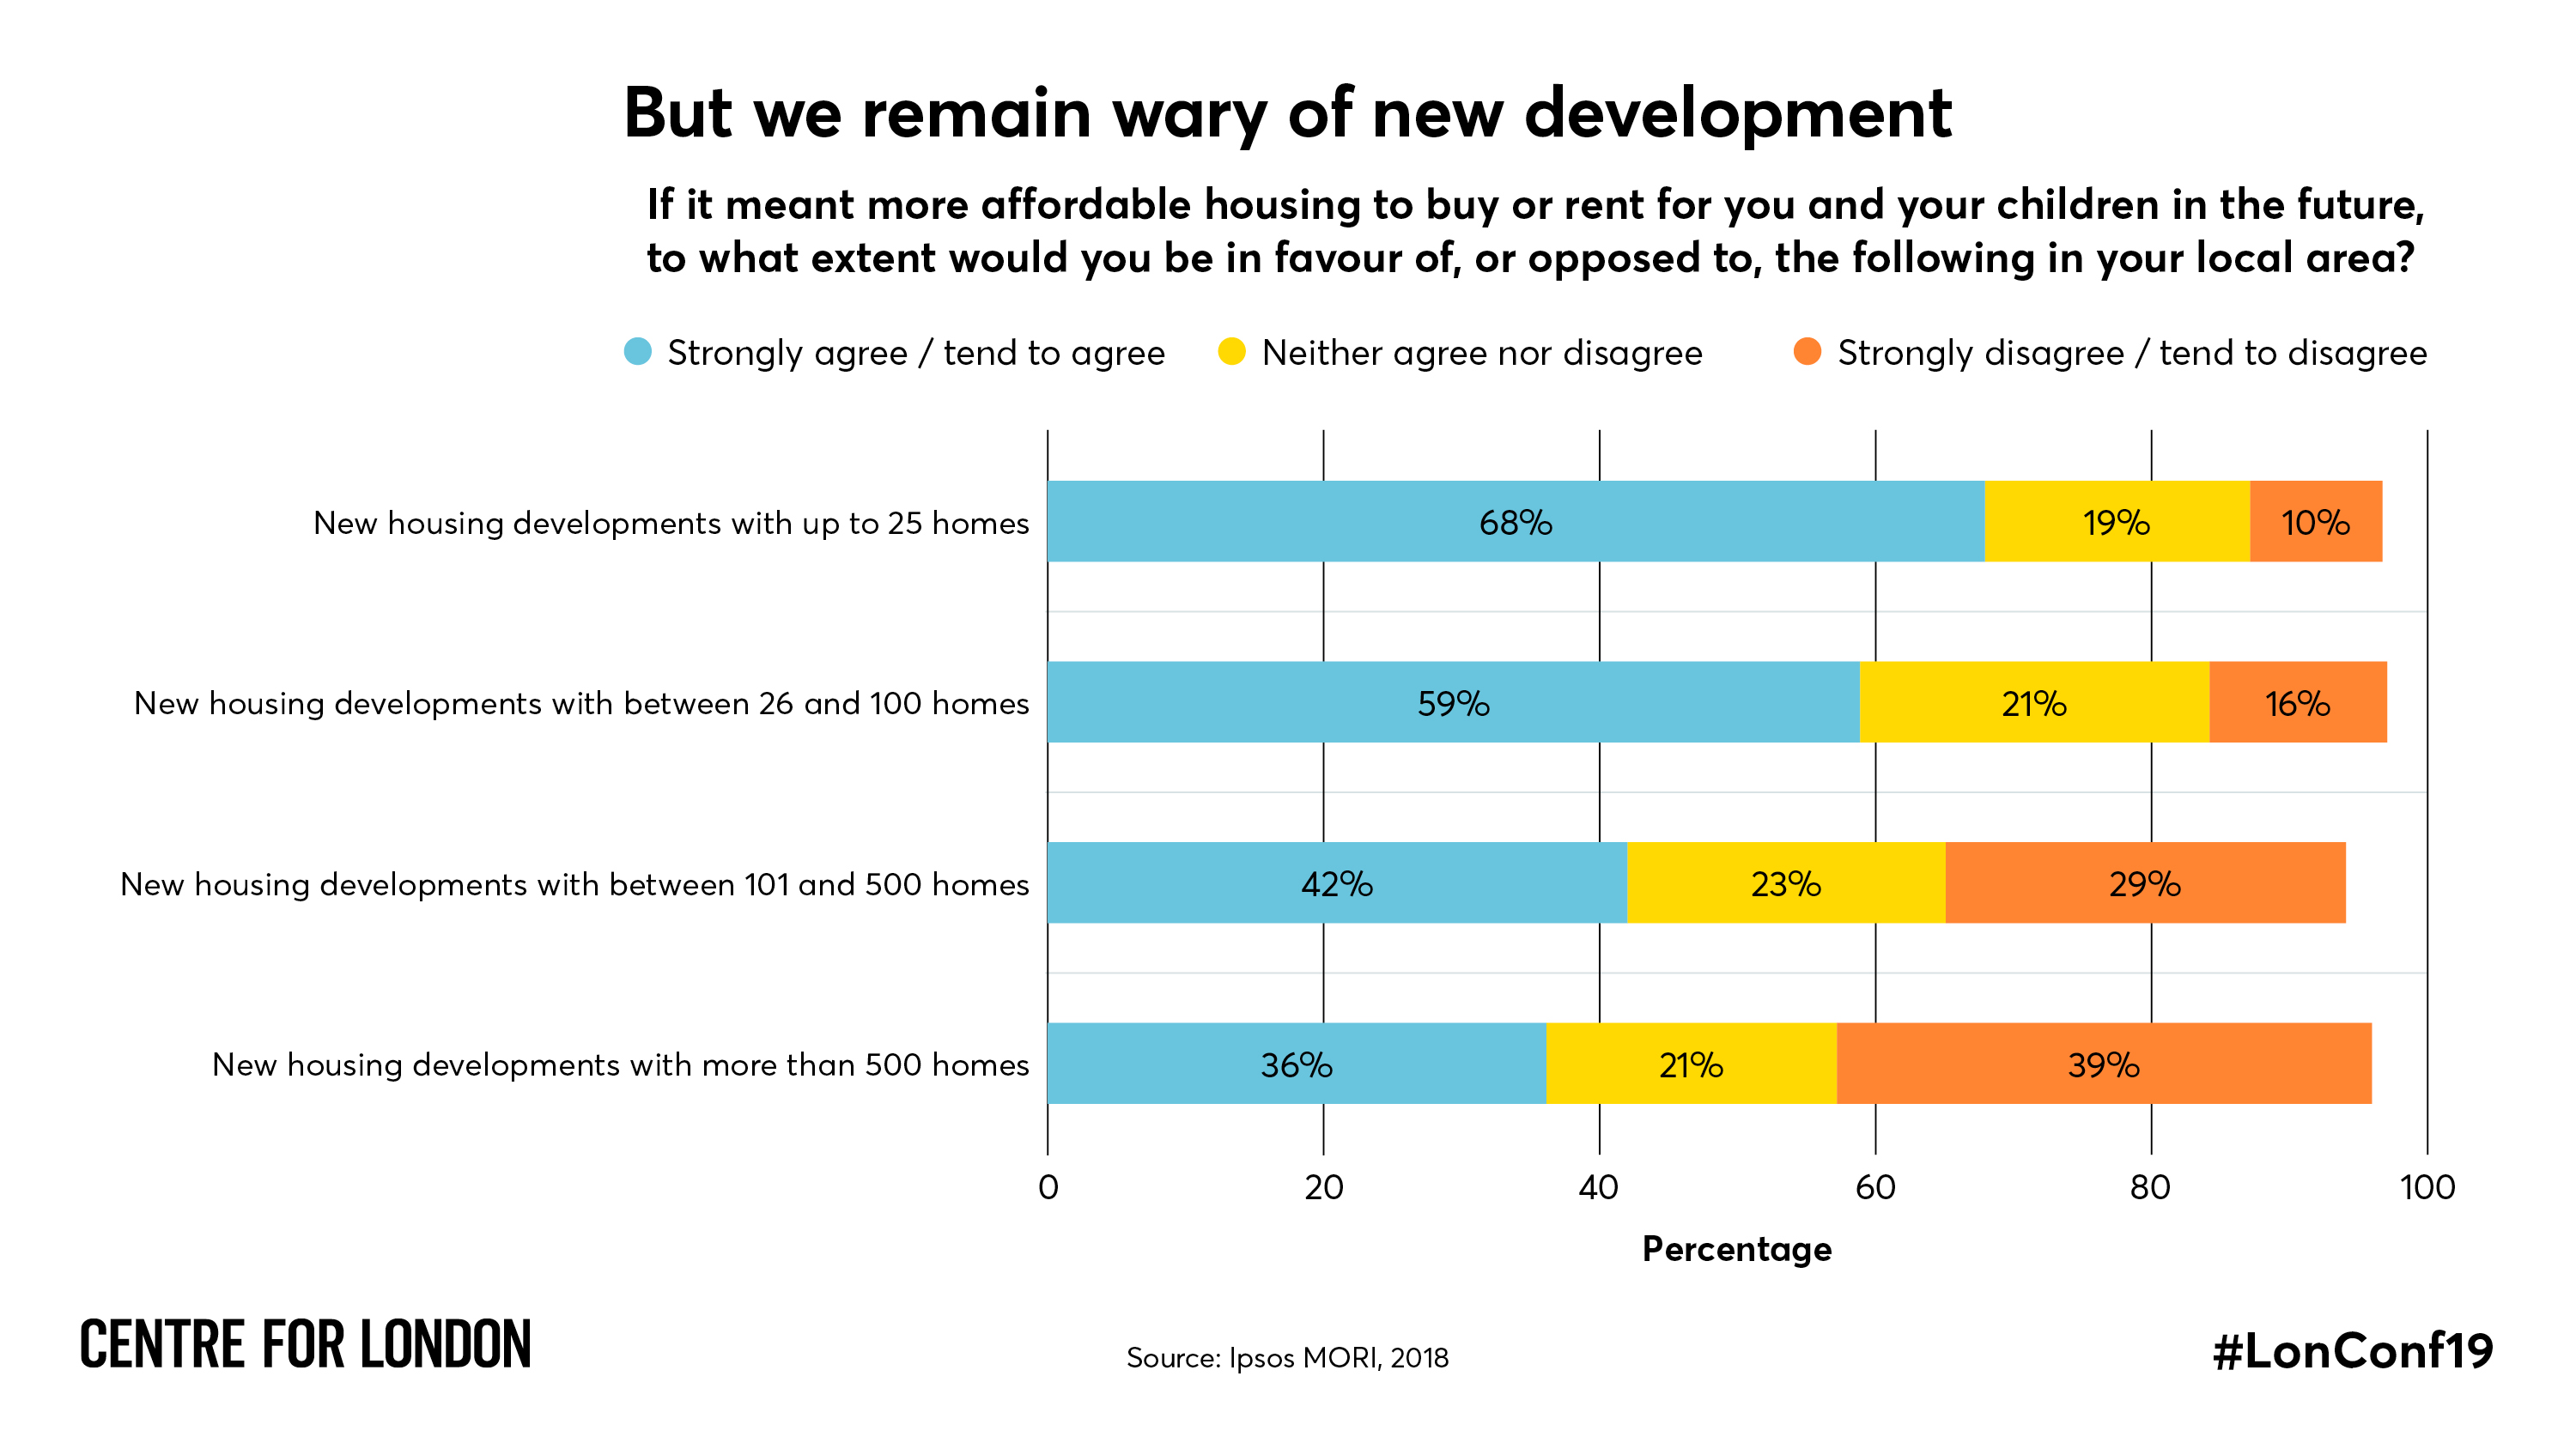 But we remain wary of new development
If it meant more affordable housing to buy or rent for you and your children in the future,
to what extent would you be in favour of, or opposed to, the following in your local area?
Strongly agree / tend to agree
Neither agree nor disagree
Strongly disagree / tend to disagree
New housing developments with up to 25 homes
68%
19%
10%
New housing developments with between 26 and 100 homes
59%
21%
16%
New housing developments with between 101 and 500 homes
42%
23%
29%
New housing developments with more than 500 homes
36%
21%
39%
0
20
40
60
80
100
Percentage
CENTRE FOR LONDON
Source: Ipsos MORI, 2018
#LonConf19